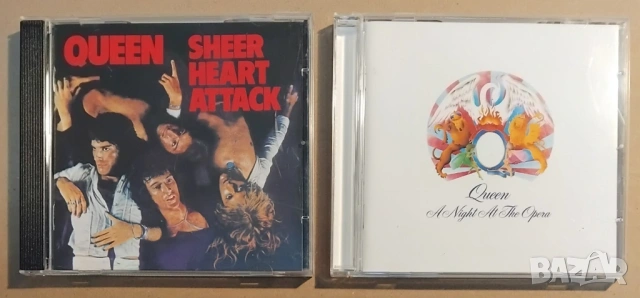 QUEEN
SHEER
HEART
ATTACK
Queen
A Night At The Opera
BAZAR